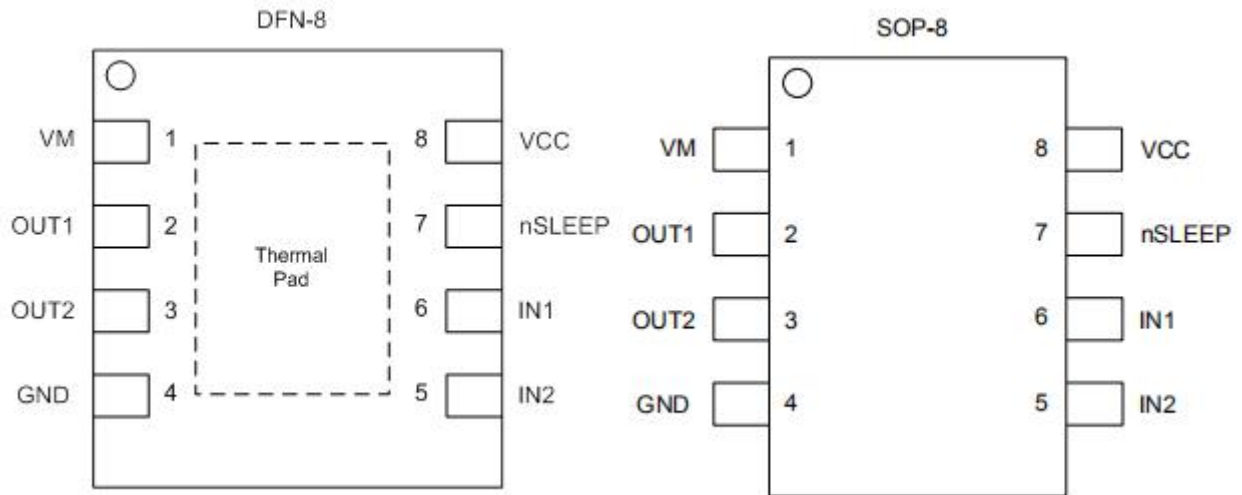 DFN-8
VM 1 8 VCC
OUT1 2 7 nSLEEP
Thermal
Pad
OUT2 3 6 IN1
GND 4 5 IN2
SOP-8
VM 1 8 VCC
OUT1 2 7 nSLEEP
OUT2 3 6 IN1
GND 4 5 IN2